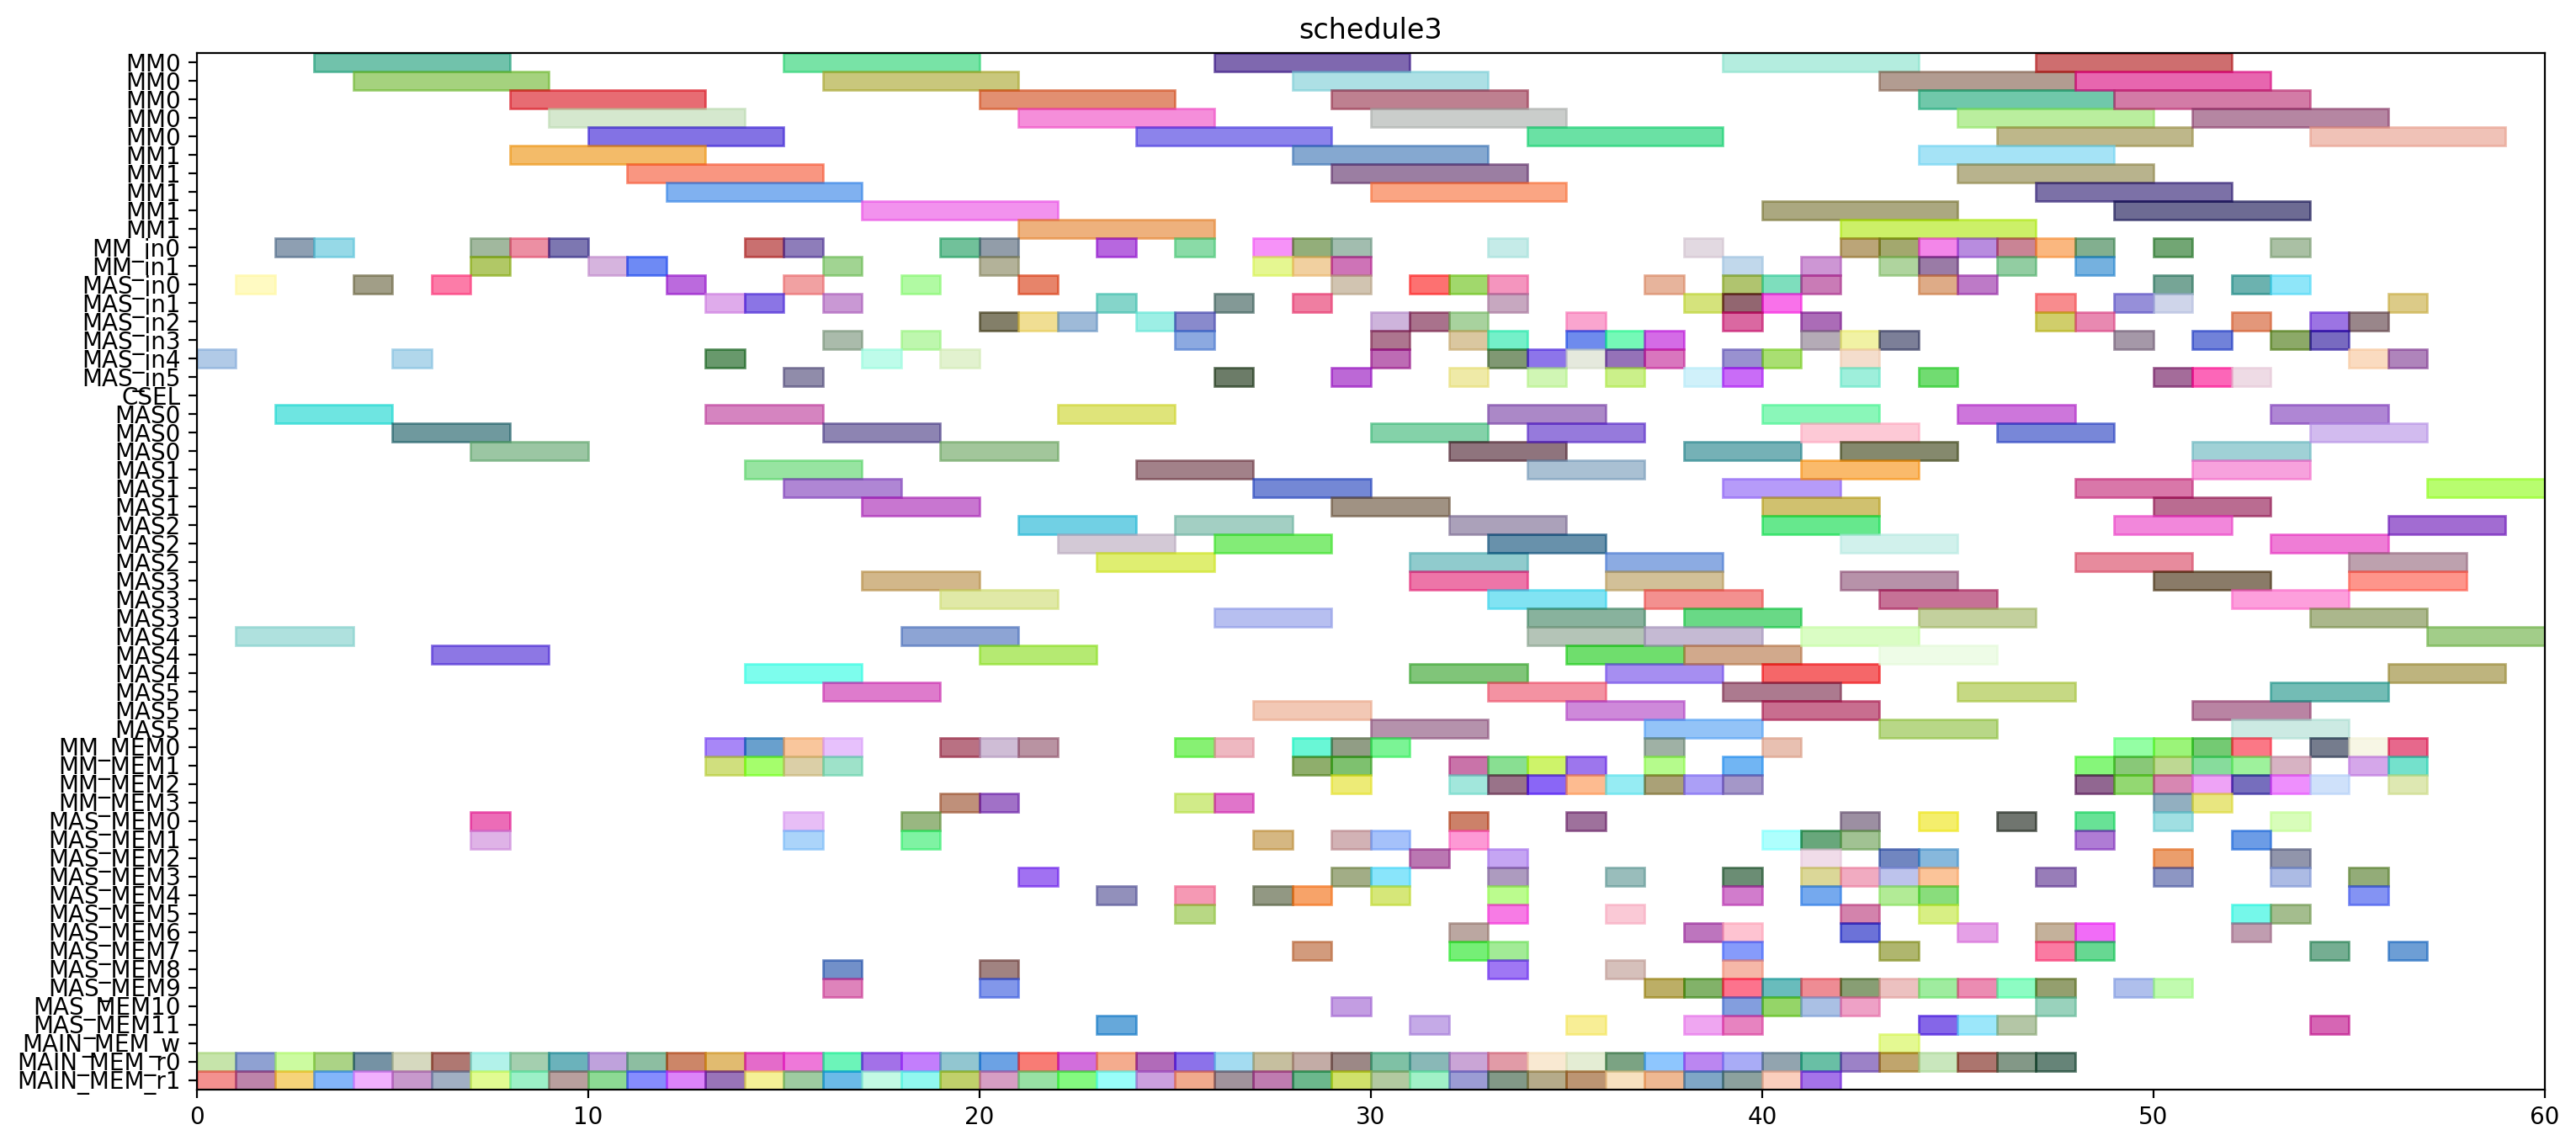 schedule3
MM0
MM0
MM0
MM0
MM0
MM1
MM1
MM1
MM1
MM1
MM_in0
MM_in1
MAS_in0
MAS_in1
MAS_in2
MAS_in3
MAS_in4
MAS_in5
CSEL
MAS0
MAS0
MAS0
MAS1
MAS1
MAS1
MAS2
MAS2
MAS2
MAS3
MAS3
MAS3
MAS4
MAS4
MAS4
MAS5
MAS5
MAS5
MM_MEM0
MM_MEM1
MM_MEM2
MM_MEM3
MAS_MEM0
MAS_MEM1
MAS_MEM2
MAS_MEM3
MAS_MEM4
MAS_MEM5
MAS_MEM6
MAS_MEM7
MAS_MEM8
MAS_MEM9
MAS_MEM10
MAS_MEM11
MAIN_MEM_w
MAIN_MEM_r0
MAIN_MEM_r1
0 10 20 30 40 50 60